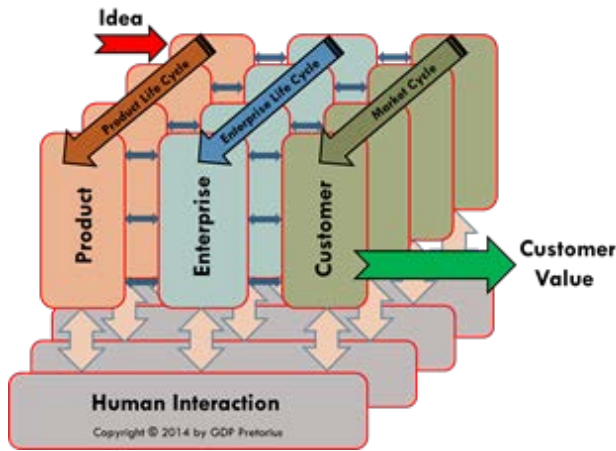 Idea
Product Life Cycle
Enterprise Life Cycle
Market Cycle
Product
Enterprise
Customer
Customer
Value
Human Interaction
Copyright © 2014 by GDP Pretorius